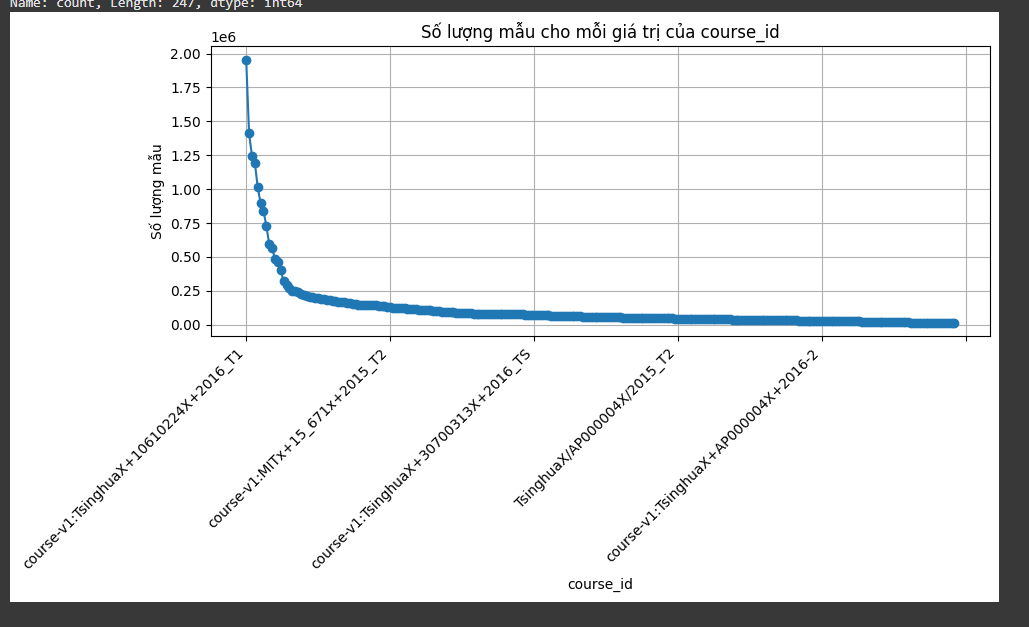 Name: count, Length: 247, dtype: int64
Số lượng mẫu cho mỗi giá trị của course_id
1e6
2.00
1.75
1.50
1.25
1.00
0.75
0.50
0.25
0.00
Số lượng mẫu
course-v1:TsinghuaX+10610224X+2016_T1
course-v1:MITx+15_671x+2015_T2
course-v1:TsinghuaX+30700313X+2016_TS
TsinghuaX/AP000004X/2015_T2
course-v1:TsinghuaX+AP000004X+2016-2
course_id